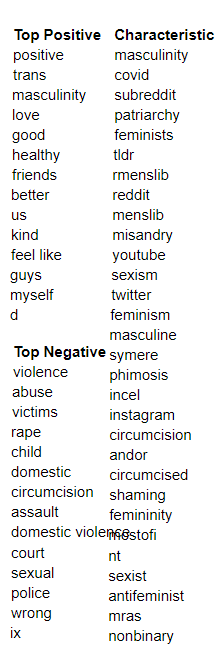 Top Positive
positive
trans
masculinity
love
good
healthy
friends
better
us
kind
feel like
guys
myself
d
Top Negative
violence
abuse
victims
rape
child
domestic
circumcision
assault
domestic violence
court
sexual
police
wrong
ix
Characteristic
masculinity
covid
subreddit
patriarchy
feminists
tldr
rmenslib
reddit
menslib
misandry
youtube
sexism
twitter
feminism
masculine
symere
phimosis
incel
instagram
circumcision
andor
circumcised
shaming
femininity
mostofi
nt
sexist
antifeminist
mras
nonbinary